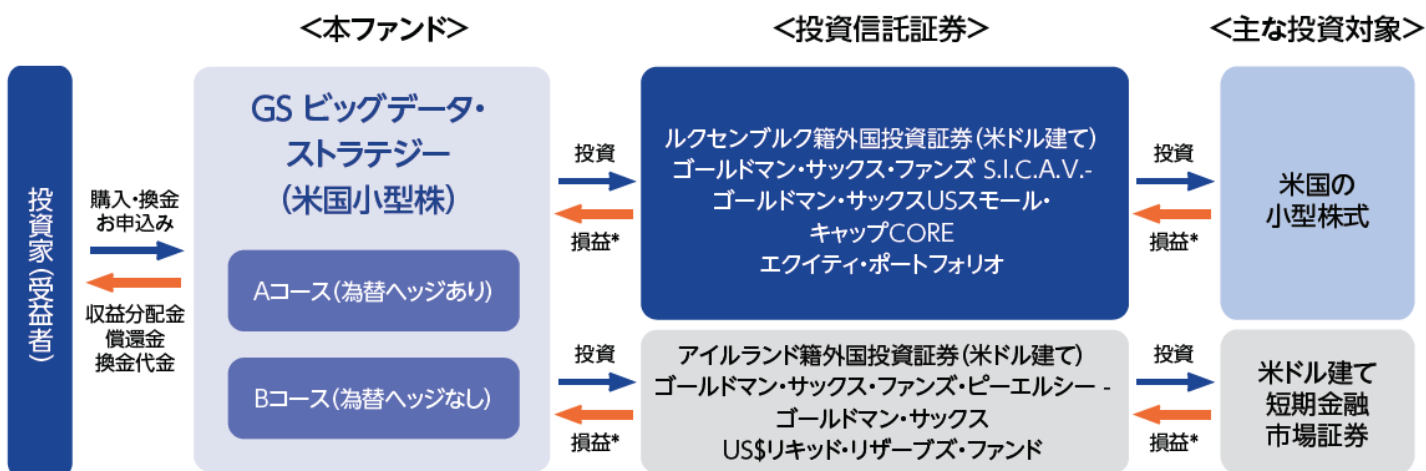 <本ファンド>
<投資信託証券>
<主な投資対象>
投資家(受益者)
購入・換金
お申込み
収益分配金
償還金
換金代金
GS ビッグデータ・
ストラテジー
(米国小型株)
Aコース(為替ヘッジあり)
Bコース(為替ヘッジなし)
投資
損益*
ルクセンブルク籍外国投資証券(米ドル建て)
ゴールドマン・サックス・ファンズ S.I.C.A.V.-
ゴールドマン・サックスUSスモール・
キャップCORE
エクイティ・ポートフォリオ
投資
損益*
米国の
小型株式
投資
損益*
アイルランド籍外国投資証券(米ドル建て)
ゴールドマン・サックス・ファンズ・ピーエルシー -
ゴールドマン・サックス
US$リキッド・リザーブズ・ファンド
投資
損益*
米ドル建て
短期金融
市場証券